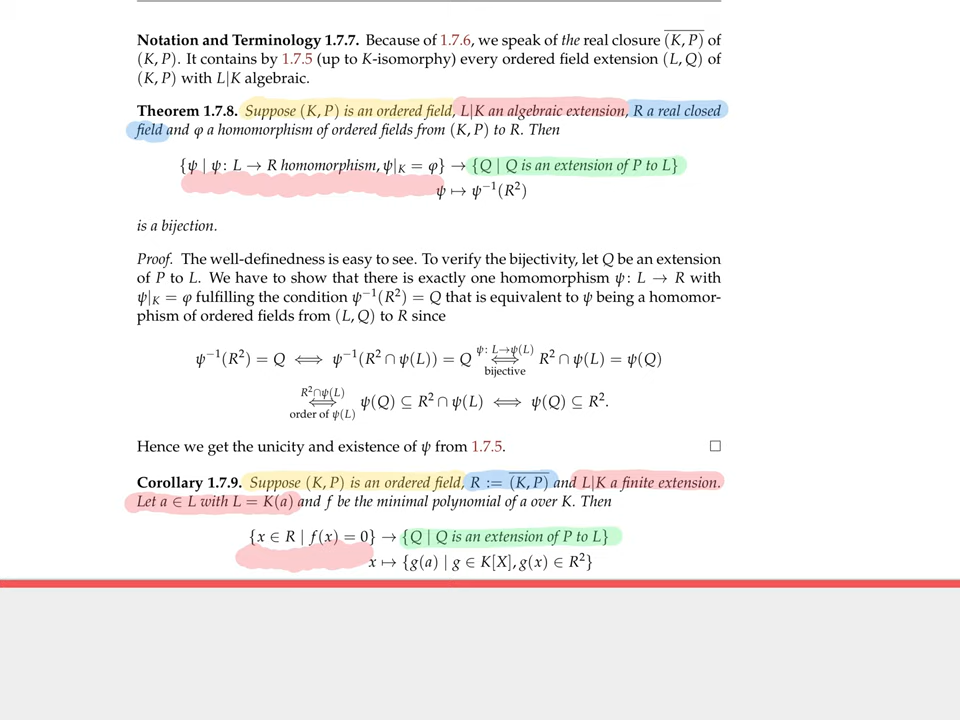 Notation and Terminology 1.7.7. Because of 1.7.6, we speak of the real closure \overline{(K, P)} of
(K, P). It contains by 1.7.5 (up to K-isomorphy) every ordered field extension (L, Q) of
(K, P) with L|K algebraic.
Theorem 1.7.8. Suppose (K, P) is an ordered field, L|K an algebraic extension, R a real closed
field and φ a homomorphism of ordered fields from (K, P) to R. Then
{ψ | ψ: L → R homomorphism, ψ|_K = φ} → {Q | Q is an extension of P to L}
ψ ↦ ψ⁻¹(R²)
is a bijection.
Proof. The well-definedness is easy to see. To verify the bijectivity, let Q be an extension
of P to L. We have to show that there is exactly one homomorphism ψ: L → R with
ψ|_K = φ fulfilling the condition ψ⁻¹(R²) = Q that is equivalent to ψ being a homomor-
phism of ordered fields from (L, Q) to R since
ψ⁻¹(R²) = Q ⟺ ψ⁻¹(R² ∩ ψ(L)) = Q ψ: L→ψ(L) ⟺ bijective R² ∩ ψ(L) = ψ(Q)
R²∩ψ(L) ⟺ order of ψ(L) ψ(Q) ⊆ R² ∩ ψ(L) ⟺ ψ(Q) ⊆ R².
Hence we get the unicity and existence of ψ from 1.7.5. □
Corollary 1.7.9. Suppose (K, P) is an ordered field, R := \overline{(K, P)} and L|K a finite extension.
Let a ∈ L with L = K(a) and f be the minimal polynomial of a over K. Then
{x ∈ R | f(x) = 0} → {Q | Q is an extension of P to L}
x ↦ {g(a) | g ∈ K[X], g(x) ∈ R²}